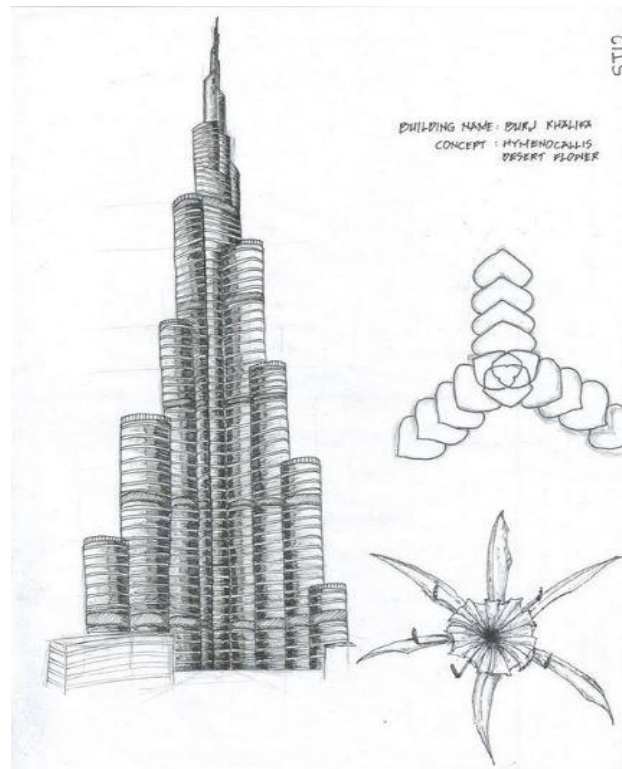 BUILDING NAME: BURJ KHALIFA
CONCEPT : HYMENOCALLIS
DESERT FLOWER